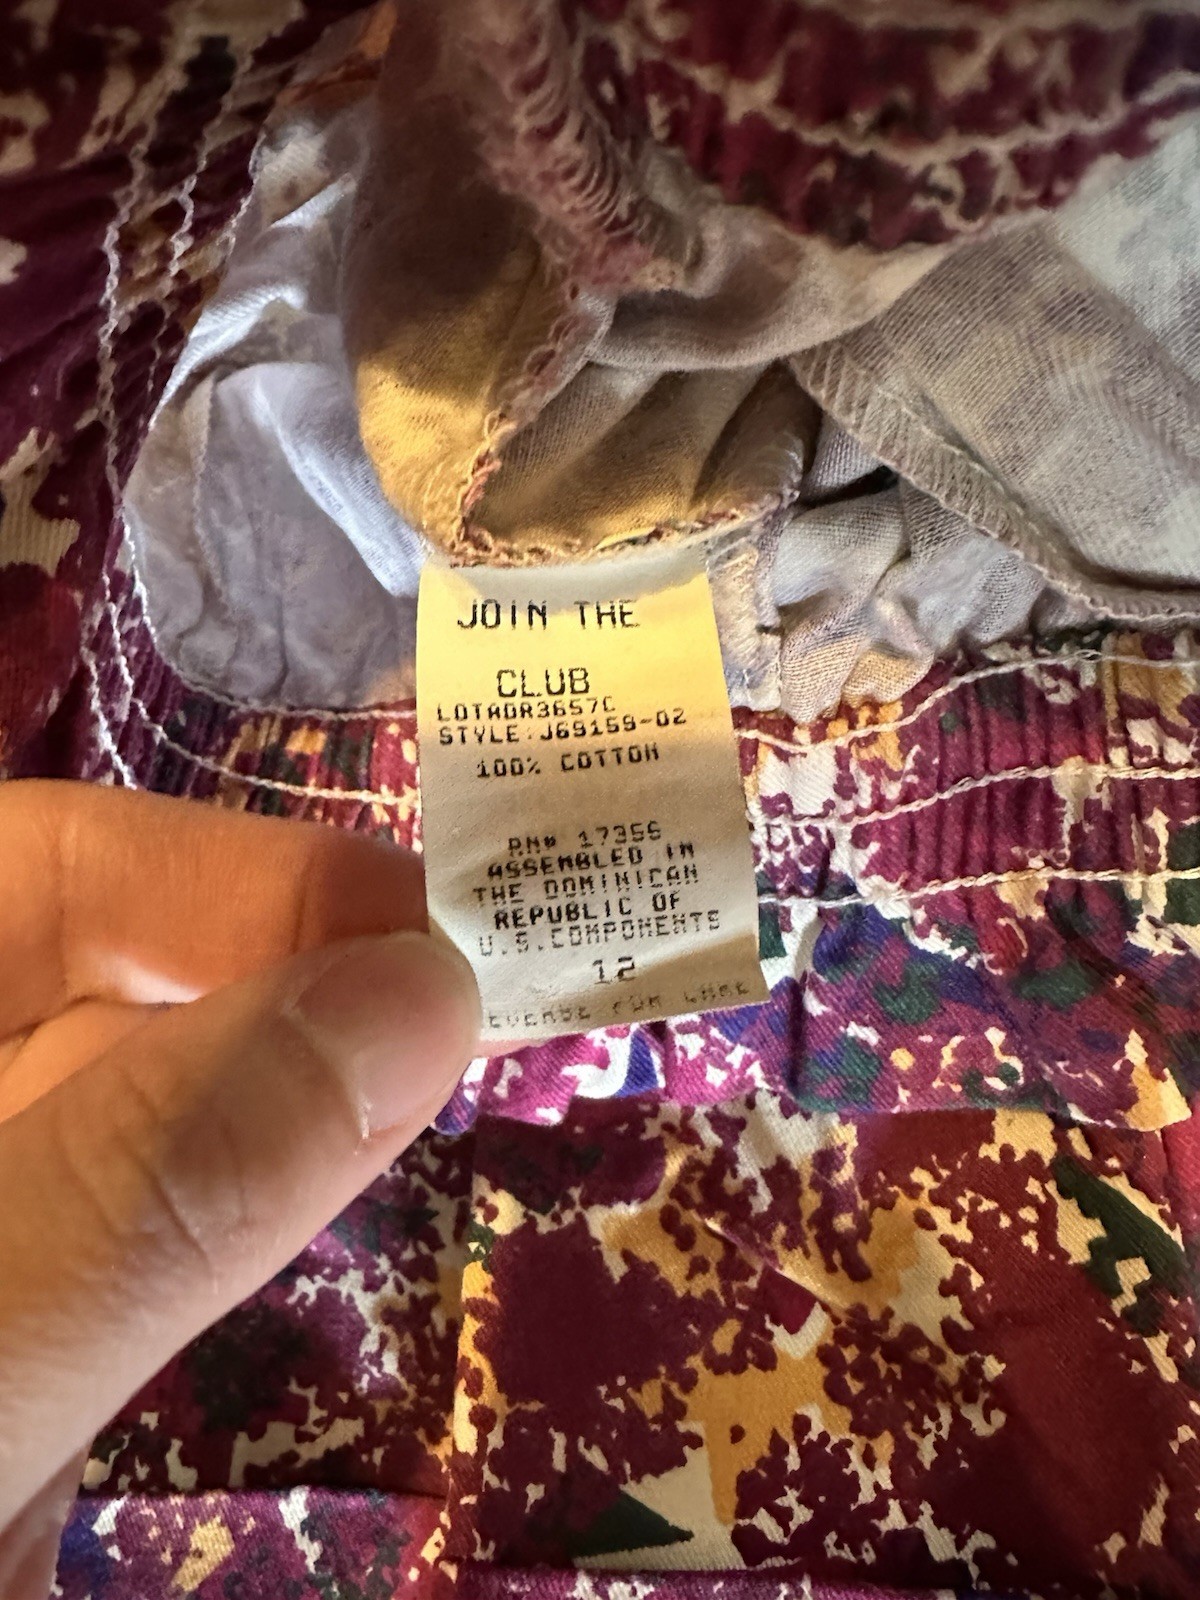 JOIN THE
CLUB
LOTADR3657C
STYLE:J69159-02
100% COTTON
RN# 17356
ASSEMBLED IN
THE DOMINICAN
REPUBLIC OF
U.S.COMPONENTS
12
FOR